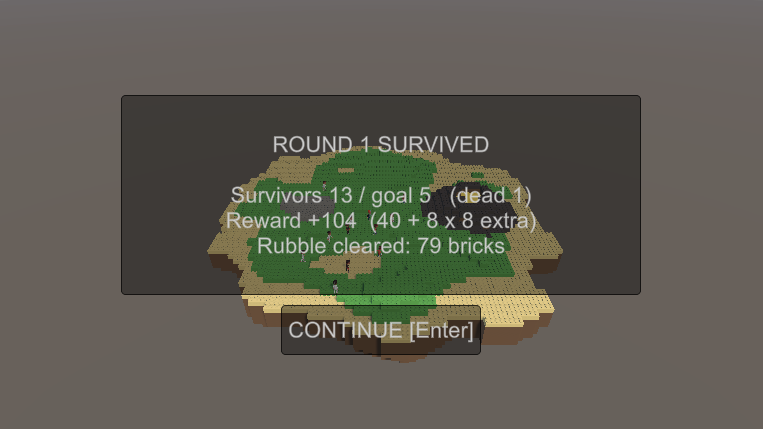 ROUND 1 SURVIVED
Survivors 13 / goal 5 (dead 1)
Reward +104 (40 + 8 x 8 extra)
Rubble cleared: 79 bricks
CONTINUE [Enter]